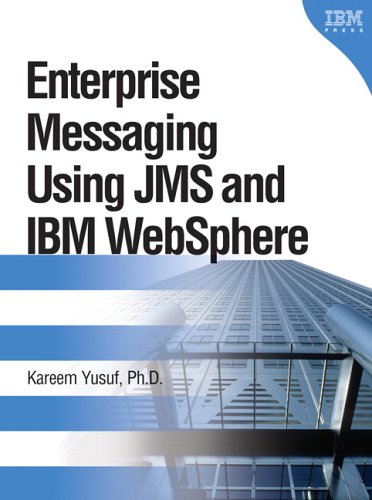 IBM
PRESS
Enterprise
Messaging
Using JMS and
IBM WebSphere
Kareem Yusuf, Ph.D.